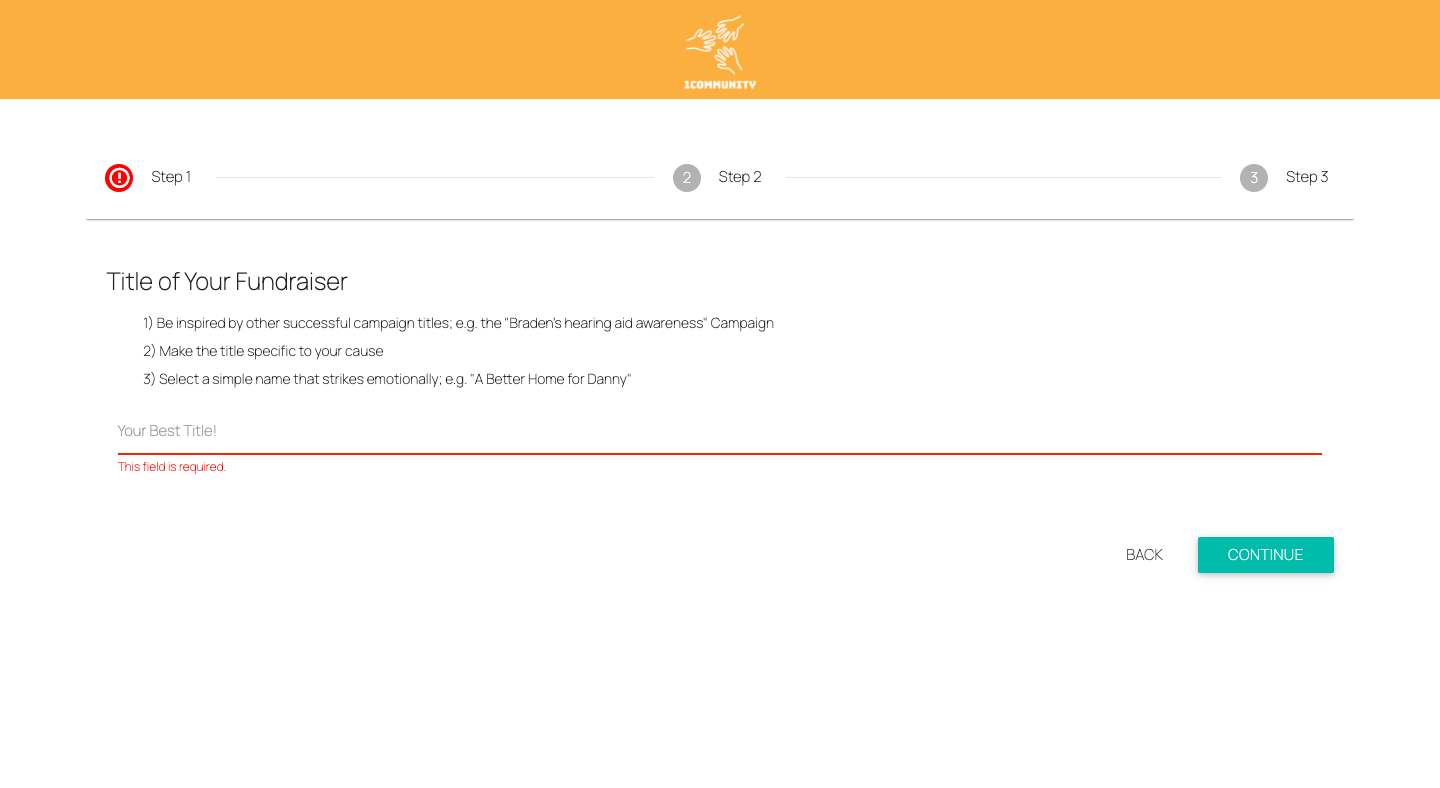 1COMMUNITY
Step 1
2 Step 2
3 Step 3
Title of Your Fundraiser
1) Be inspired by other successful campaign titles; e.g. the "Braden's hearing aid awareness" Campaign
2) Make the title specific to your cause
3) Select a simple name that strikes emotionally; e.g. "A Better Home for Danny"
Your Best Title!
This field is required.
BACK CONTINUE